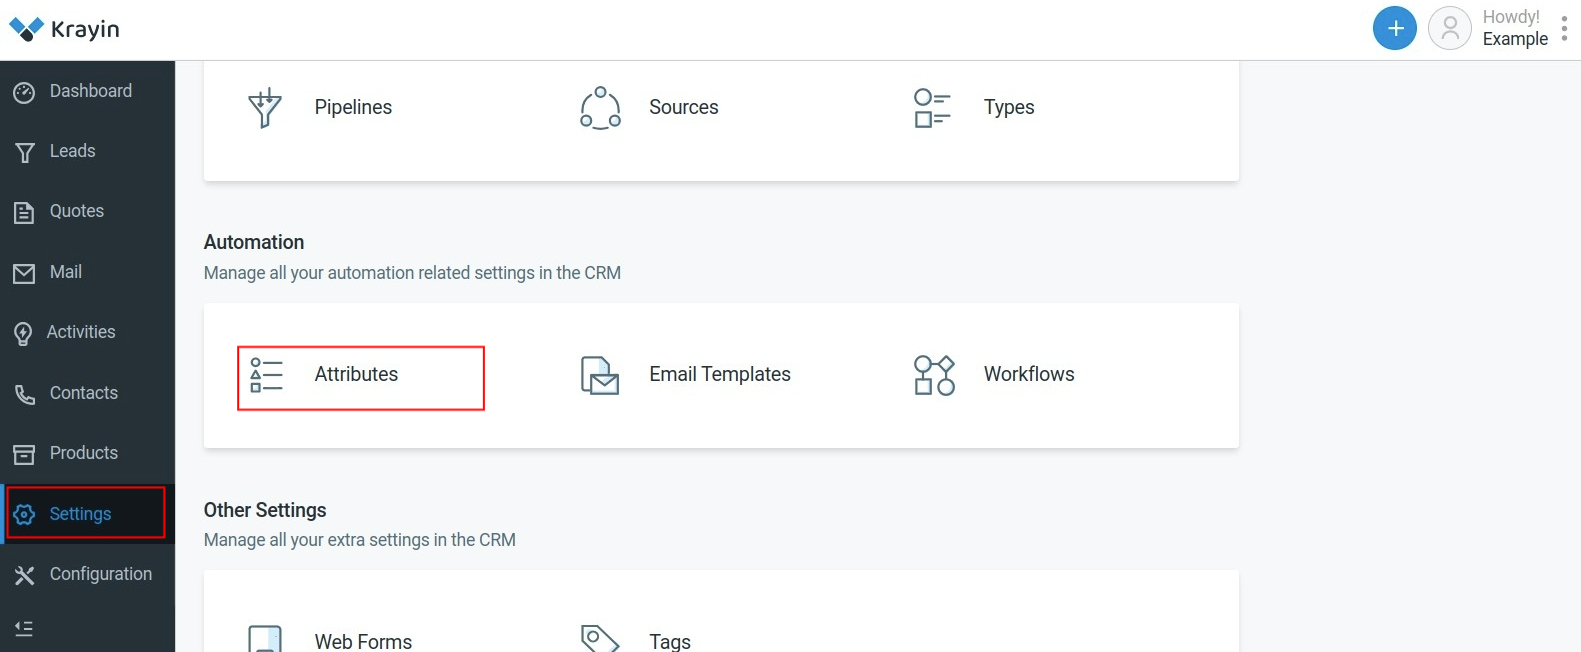 Krayin
Howdy!
Example
Dashboard
Leads
Quotes
Mail
Activities
Contacts
Products
Settings
Configuration
Pipelines
Sources
Types
Automation
Manage all your automation related settings in the CRM
Attributes
Email Templates
Workflows
Other Settings
Manage all your extra settings in the CRM
Web Forms
Tags